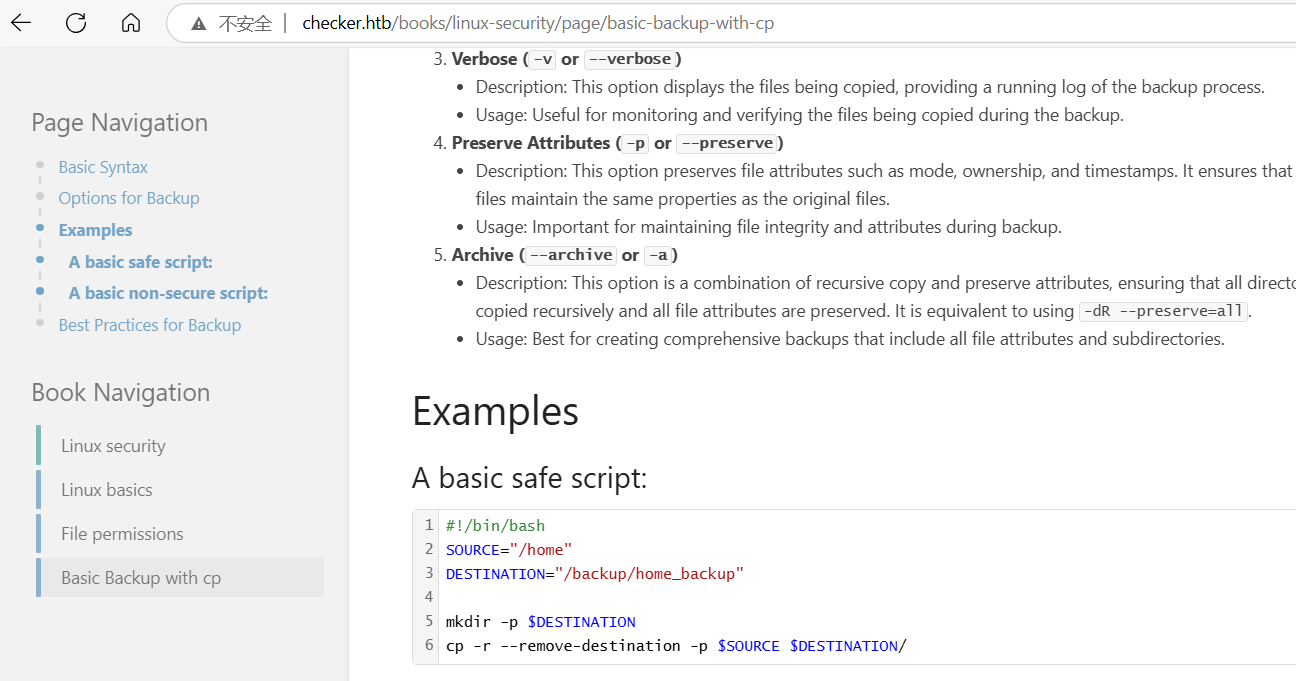 不安全 checker.htb/books/linux-security/page/basic-backup-with-cp
Page Navigation
Basic Syntax
Options for Backup
Examples
A basic safe script:
A basic non-secure script:
Best Practices for Backup
Book Navigation
Linux security
Linux basics
File permissions
Basic Backup with cp
3. Verbose (-v or --verbose)
Description: This option displays the files being copied, providing a running log of the backup process.
Usage: Useful for monitoring and verifying the files being copied during the backup.
4. Preserve Attributes (-p or --preserve)
Description: This option preserves file attributes such as mode, ownership, and timestamps. It ensures that
files maintain the same properties as the original files.
Usage: Important for maintaining file integrity and attributes during backup.
5. Archive (--archive or -a)
Description: This option is a combination of recursive copy and preserve attributes, ensuring that all directo
copied recursively and all file attributes are preserved. It is equivalent to using -dR --preserve=all.
Usage: Best for creating comprehensive backups that include all file attributes and subdirectories.
Examples
A basic safe script:
1 #!/bin/bash
2 SOURCE="/home"
3 DESTINATION="/backup/home_backup"
4
5 mkdir -p $DESTINATION
6 cp -r --remove-destination -p $SOURCE $DESTINATION/